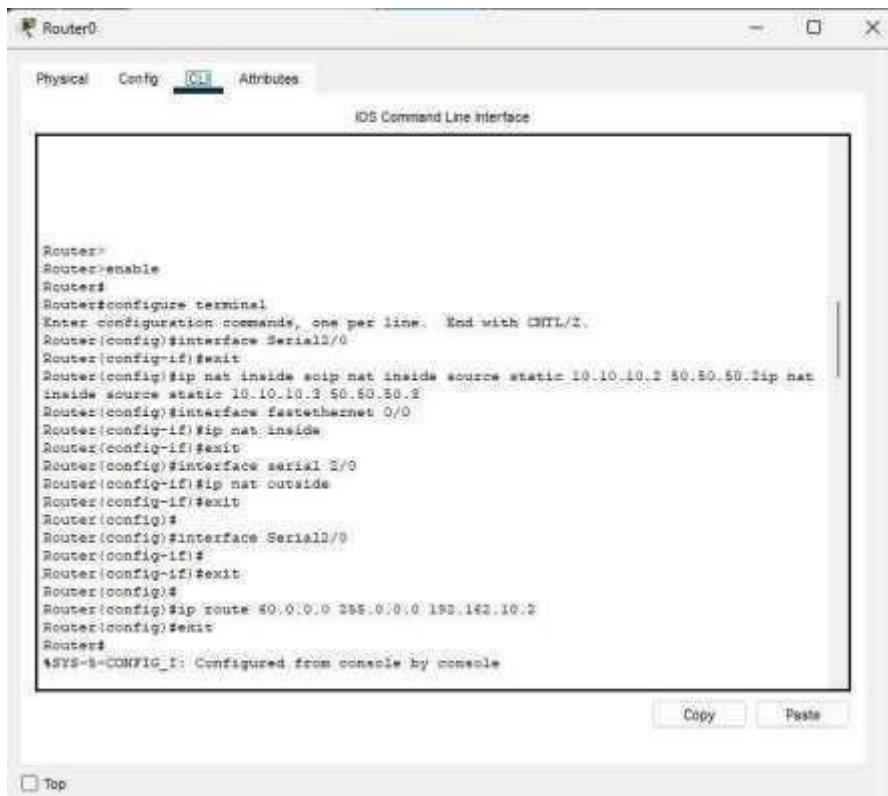 Router0
Physical Config CLI Attributes
IOS Command Line Interface
Router>
Router>enable
Router#
Router#configure terminal
Enter configuration commands, one per line. End with CNTL/Z.
Router(config)#interface Serial2/0
Router(config-if)#exit
Router(config)#ip nat inside soip nat inside source static 10.10.10.2 50.50.50.2ip nat
inside source static 10.10.10.3 50.50.50.3
Router(config)#interface fastethernet 0/0
Router(config-if)#ip nat inside
Router(config-if)#exit
Router(config)#interface serial 2/0
Router(config-if)#ip nat outside
Router(config-if)#exit
Router(config)#
Router(config)#interface Serial2/0
Router(config-if)#
Router(config-if)#exit
Router(config)#
Router(config)#ip route 60.0.0.0 255.0.0.0 192.162.10.2
Router(config)#exit
Router#
%SYS-5-CONFIG_I: Configured from console by console
Copy Paste
Top